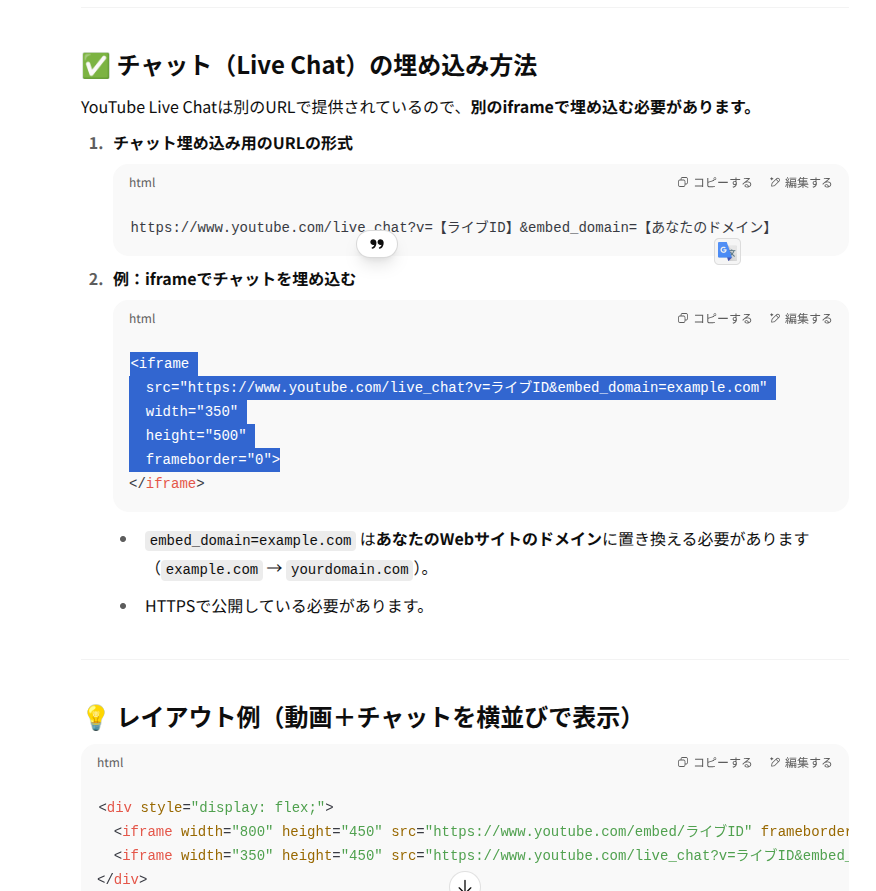 ✅ チャット（Live Chat）の埋め込み方法
YouTube Live Chatは別のURLで提供されているので、別のiframeで埋め込む必要があります。
1. チャット埋め込み用のURLの形式
html コピーする 編集する
https://www.youtube.com/live_chat?v=【ライブID】&embed_domain=【あなたのドメイン】
2. 例：iframeでチャットを埋め込む
html コピーする 編集する
<iframe
src="https://www.youtube.com/live_chat?v=ライブID&embed_domain=example.com"
width="350"
height="500"
frameborder="0">
</iframe>
• embed_domain=example.com はあなたのWebサイトのドメインに置き換える必要があります
（example.com → yourdomain.com）。
• HTTPSで公開している必要があります。
💡 レイアウト例（動画＋チャットを横並びで表示）
html コピーする 編集する
<div style="display: flex;">
<iframe width="800" height="450" src="https://www.youtube.com/embed/ライブID" frameborder
<iframe width="350" height="450" src="https://www.youtube.com/live_chat?v=ライブID&embed_
</div>